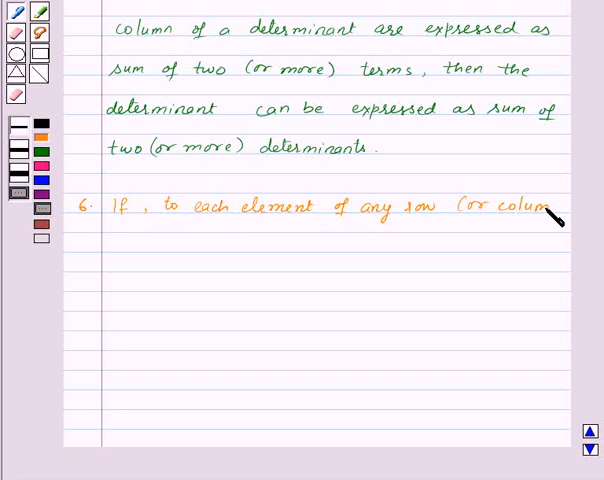 column of a determinant are expressed as
sum of two (or more) terms, then the
determinant can be expressed as sum of
two (or more) determinants.
6. If, to each element of any row (or colum